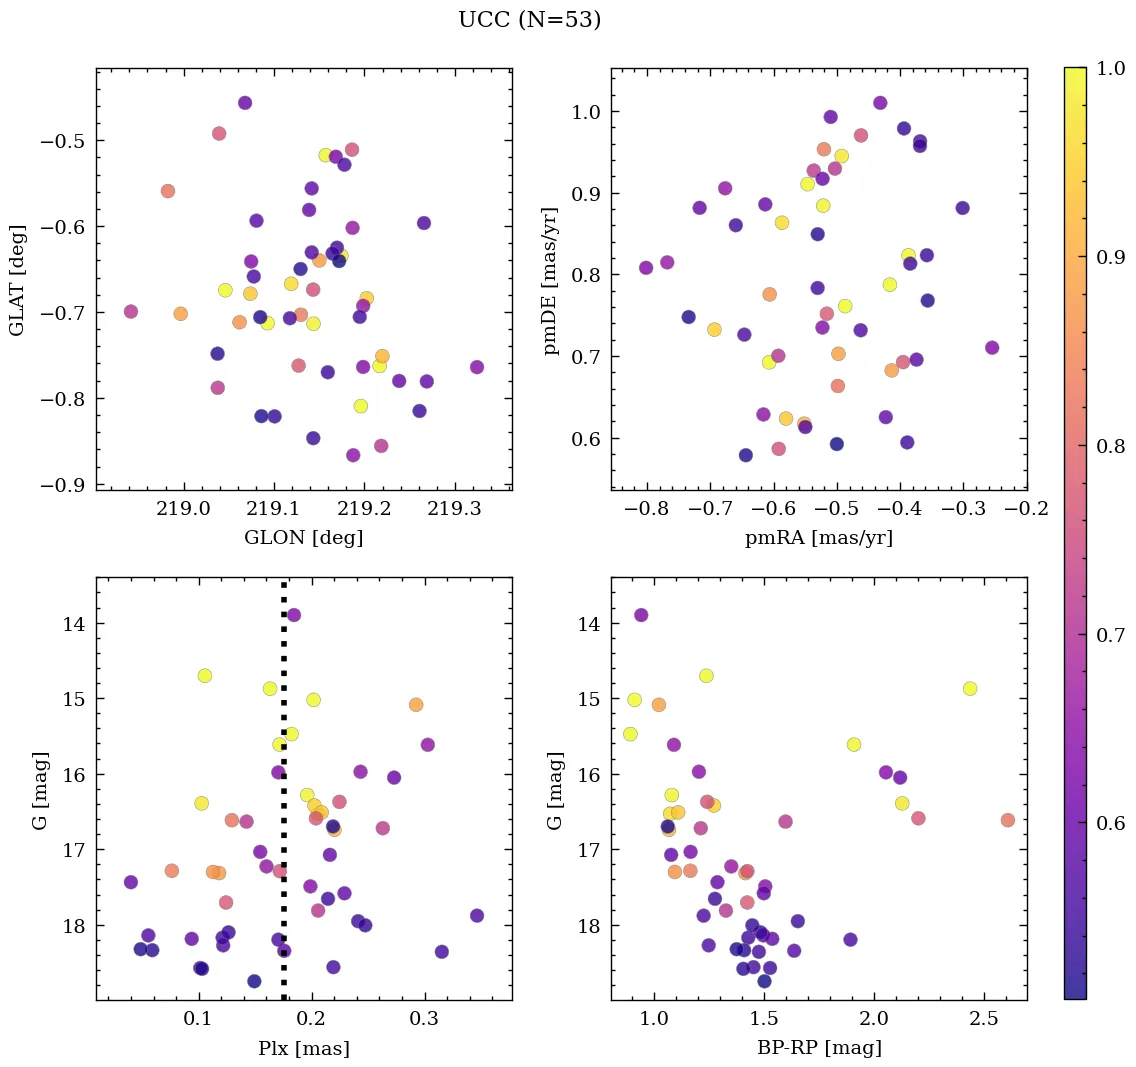 UCC (N=53)
−0.5
−0.6
−0.7
−0.8
−0.9
GLAT [deg]
219.0 219.1 219.2 219.3
GLON [deg]
1.0
0.9
0.8
0.7
0.6
pmDE [mas/yr]
−0.8 −0.7 −0.6 −0.5 −0.4 −0.3 −0.2
pmRA [mas/yr]
14
15
16
17
18
G [mag]
0.1 0.2 0.3
Plx [mas]
14
15
16
17
18
G [mag]
1.0 1.5 2.0 2.5
BP-RP [mag]
1.0
0.9
0.8
0.7
0.6